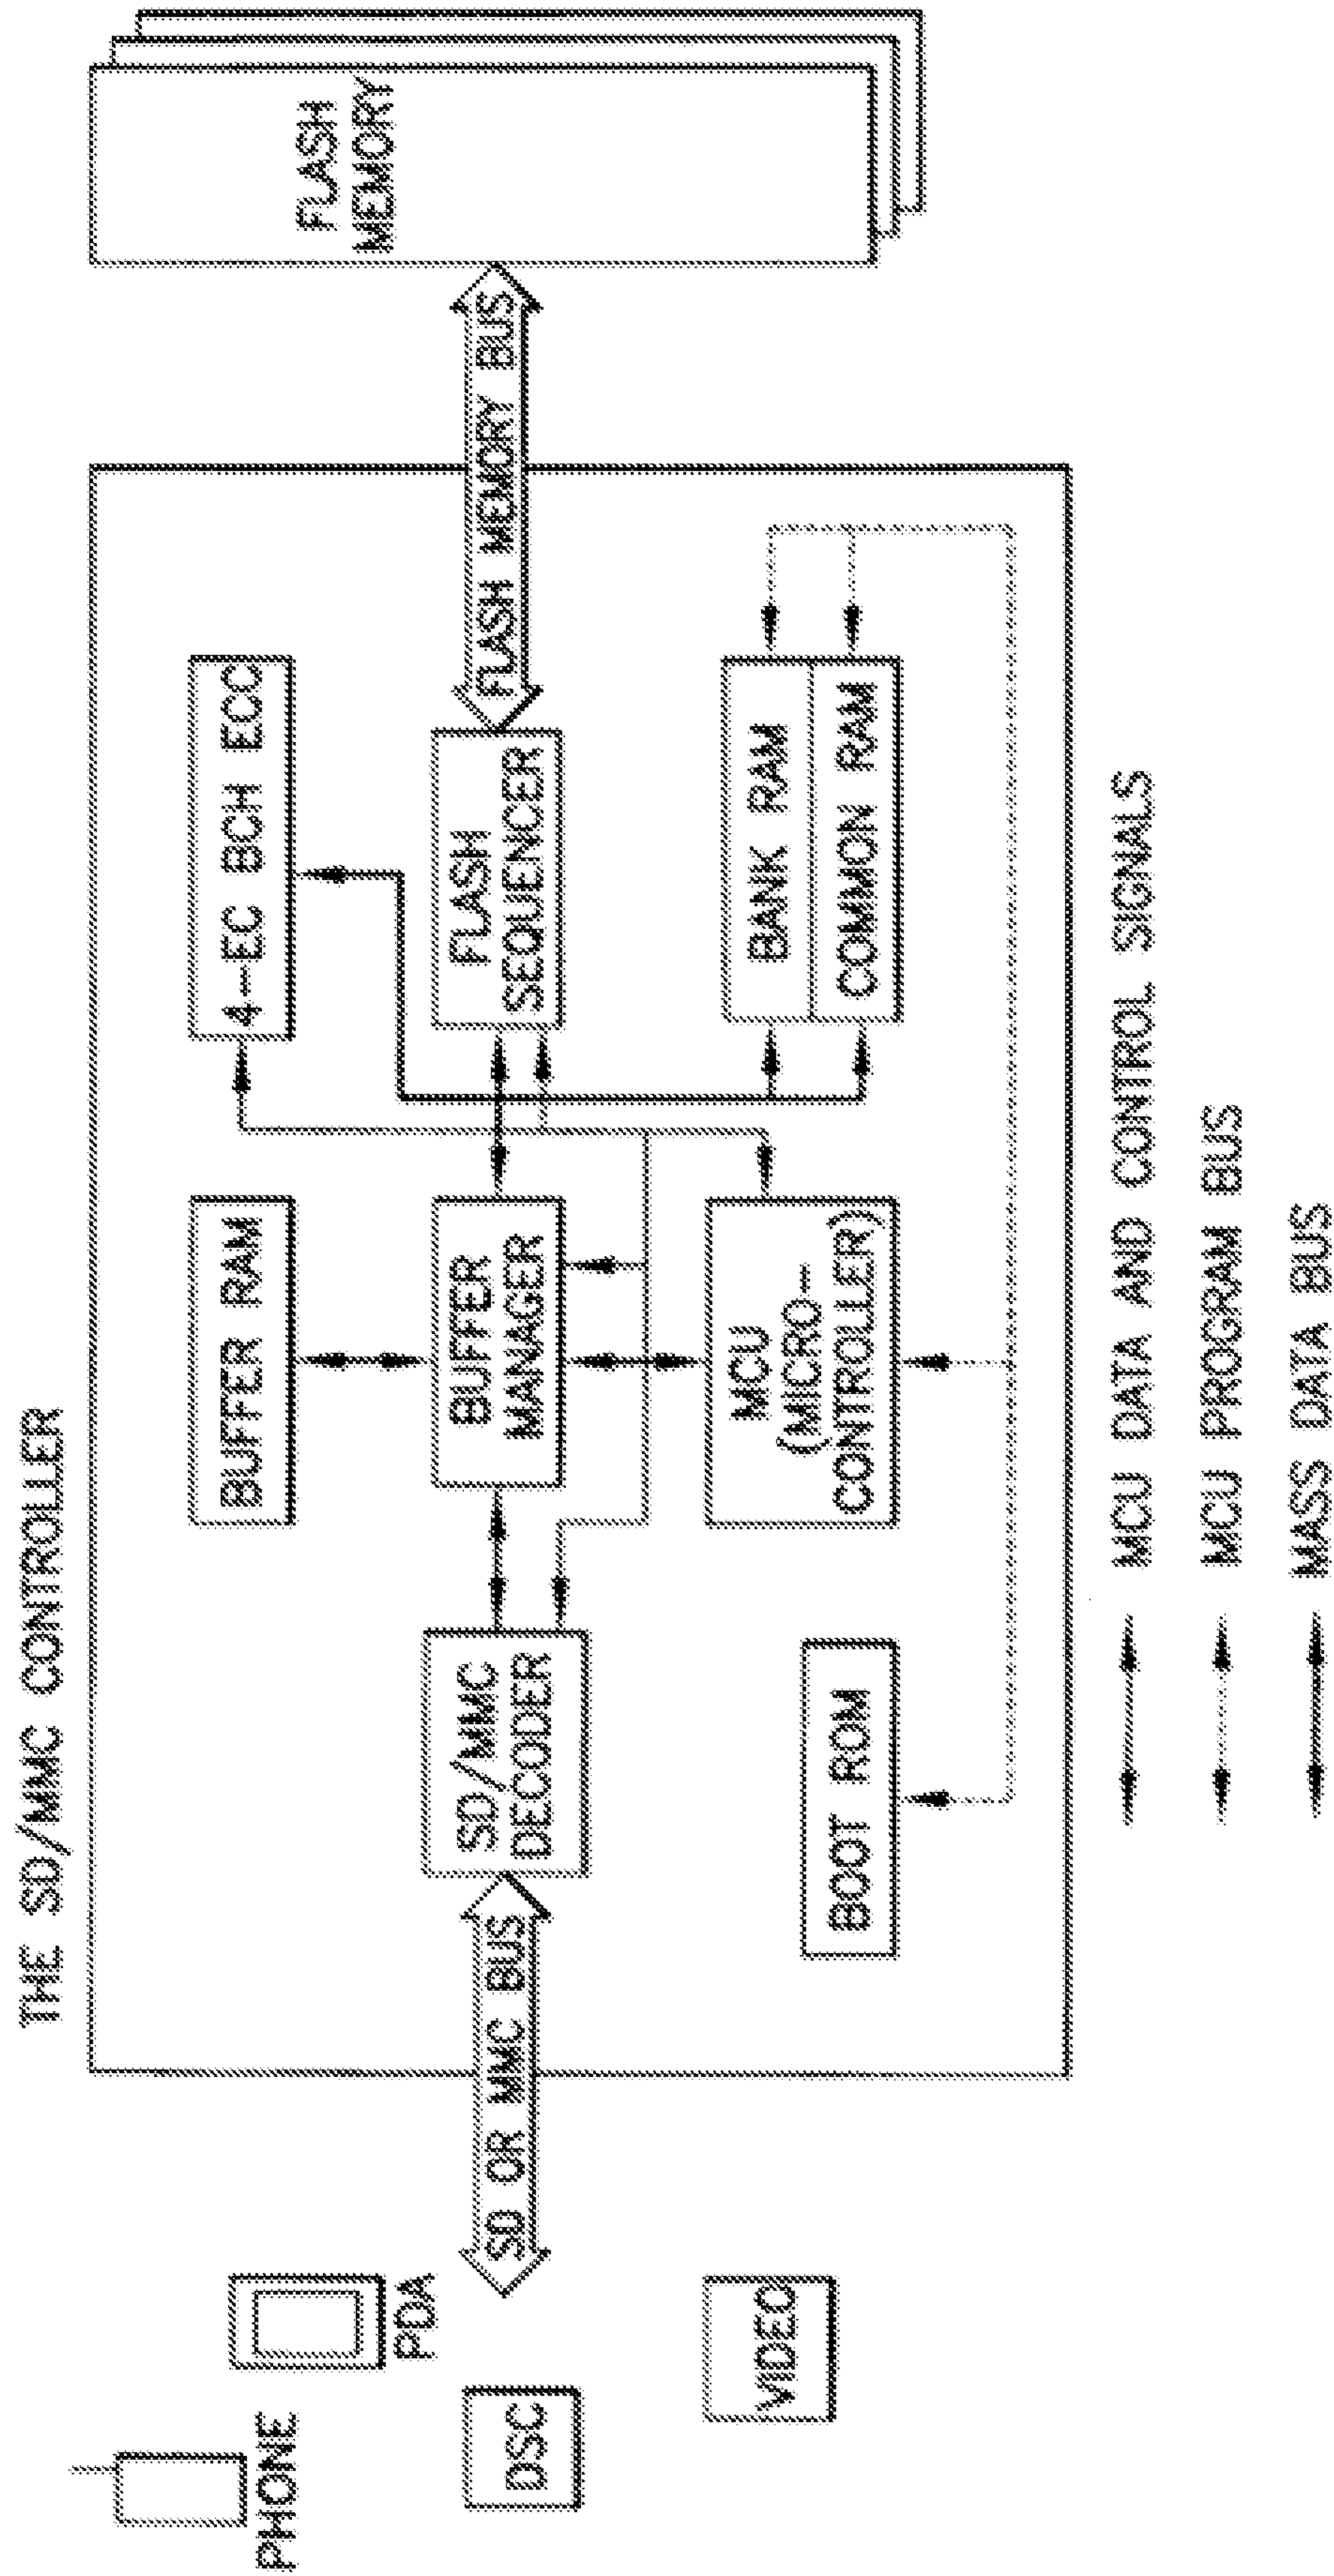 THE SD/MMC CONTROLLER
PHONE
PDA
DSC
VIDEO
SD OR MMC BUS
SD/MMC
DECODER
BOOT ROM
BUFFER RAM
BUFFER
MANAGER
MCU
(MICRO-
CONTROLLER)
4-EC BCH ECC
FLASH
SEQUENCER
BANK RAM
COMMON RAM
FLASH MEMORY BUS
FLASH
MEMORY
MCU DATA AND CONTROL SIGNALS
MCU PROGRAM BUS
MASS DATA BUS